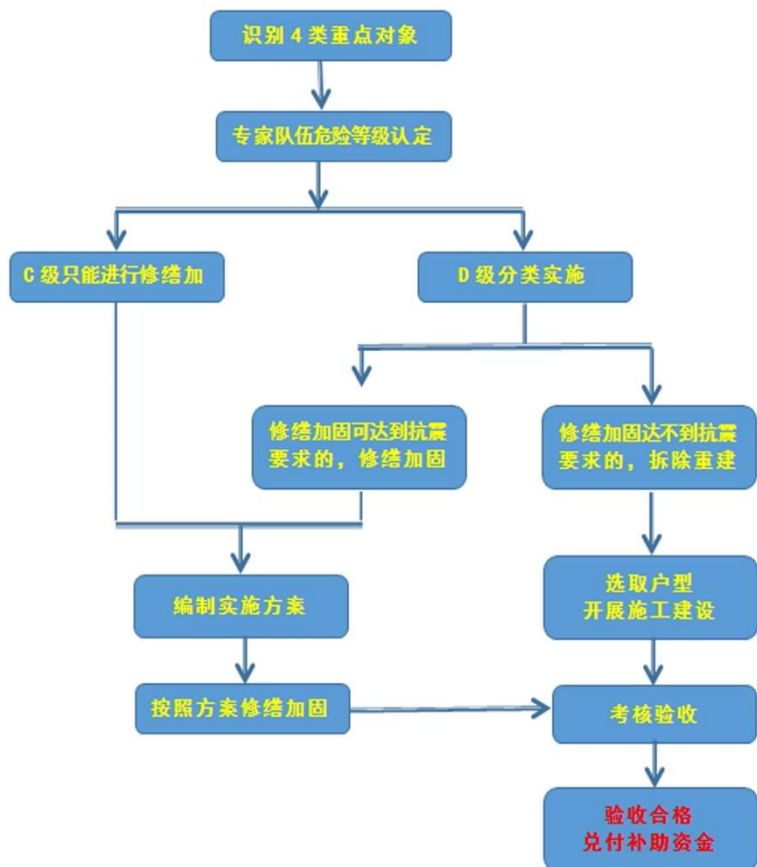 识别4类重点对象
专家队伍危险等级认定
C级只能进行修缮加
D级分类实施
修缮加固可达到抗震
要求的，修缮加固
修缮加固达不到抗震
要求的，拆除重建
编制实施方案
选取户型
开展施工建设
按照方案修缮加固
考核验收
验收合格
兑付补助资金